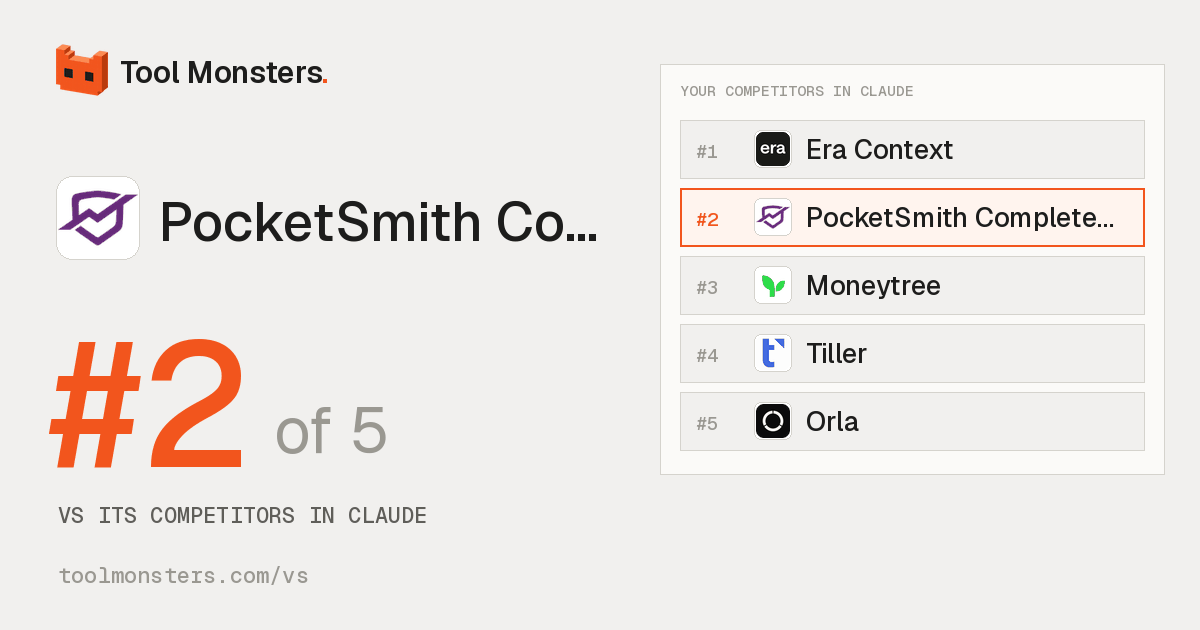 Tool Monsters.
PocketSmith Co...
#2 of 5
VS ITS COMPETITORS IN CLAUDE
toolmonsters.com/vs
YOUR COMPETITORS IN CLAUDE
#1 era Era Context
#2 PocketSmith Complete...
#3 Moneytree
#4 t Tiller
#5 Orla